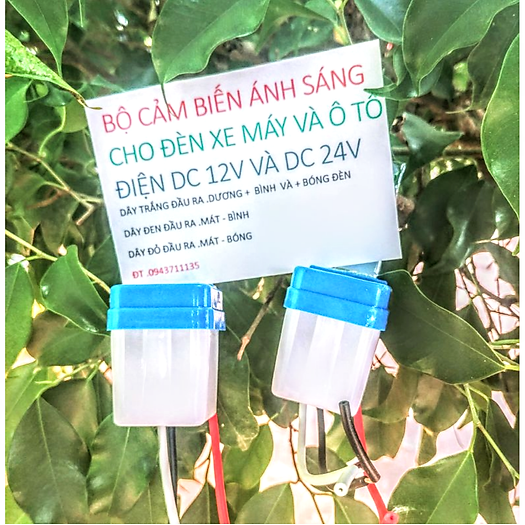 BỘ CẢM BIẾN ÁNH SÁNG
CHO ĐÈN XE MÁY VÀ Ô TÔ
ĐIỆN DC 12V VÀ DC 24V
DÂY TRẮNG ĐẦU RA .DƯƠNG + BÌNH VÀ + BÓNG ĐÈN
DÂY ĐEN ĐẦU RA .MÁT - BÌNH
DÂY ĐỎ ĐẦU RA .MÁT - BÓNG
ĐT .0943711135